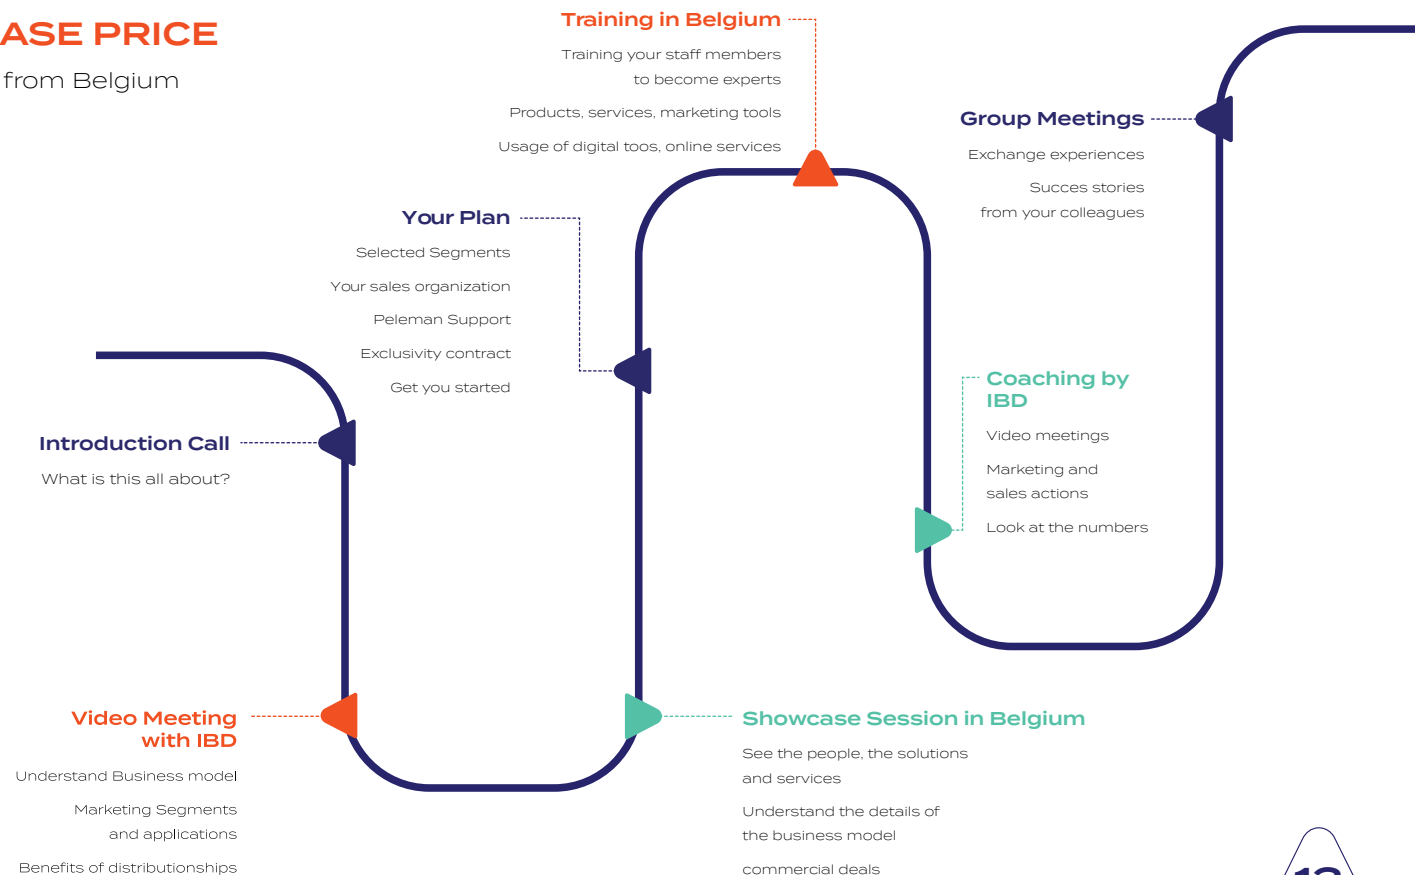 ASE PRICE
from Belgium
Training in Belgium
Training your staff members
to become experts
Products, services, marketing tools
Usage of digital toos, online services
Group Meetings
Exchange experiences
Succes stories
from your colleagues
Your Plan
Selected Segments
Your sales organization
Peleman Support
Exclusivity contract
Get you started
Coaching by
IBD
Video meetings
Marketing and
sales actions
Look at the numbers
Introduction Call
What is this all about?
Video Meeting
with IBD
Understand Business model
Marketing Segments
and applications
Benefits of distributionships
Showcase Session in Belgium
See the people, the solutions
and services
Understand the details of
the business model
commercial deals